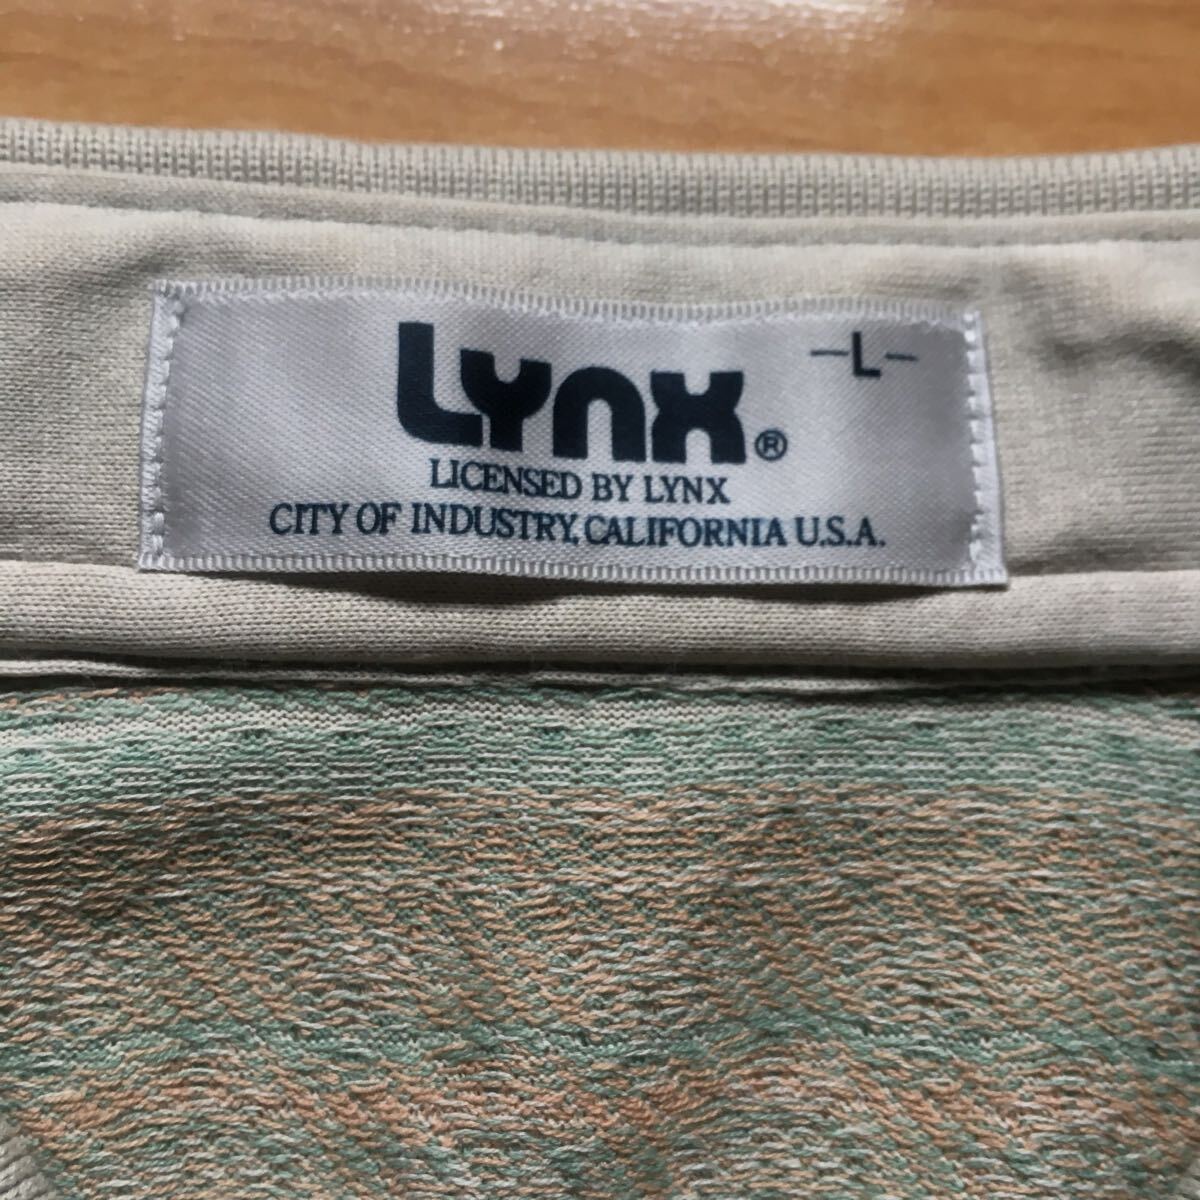 Lynx®
-L-
LICENSED BY LYNX
CITY OF INDUSTRY, CALIFORNIA U.S.A.